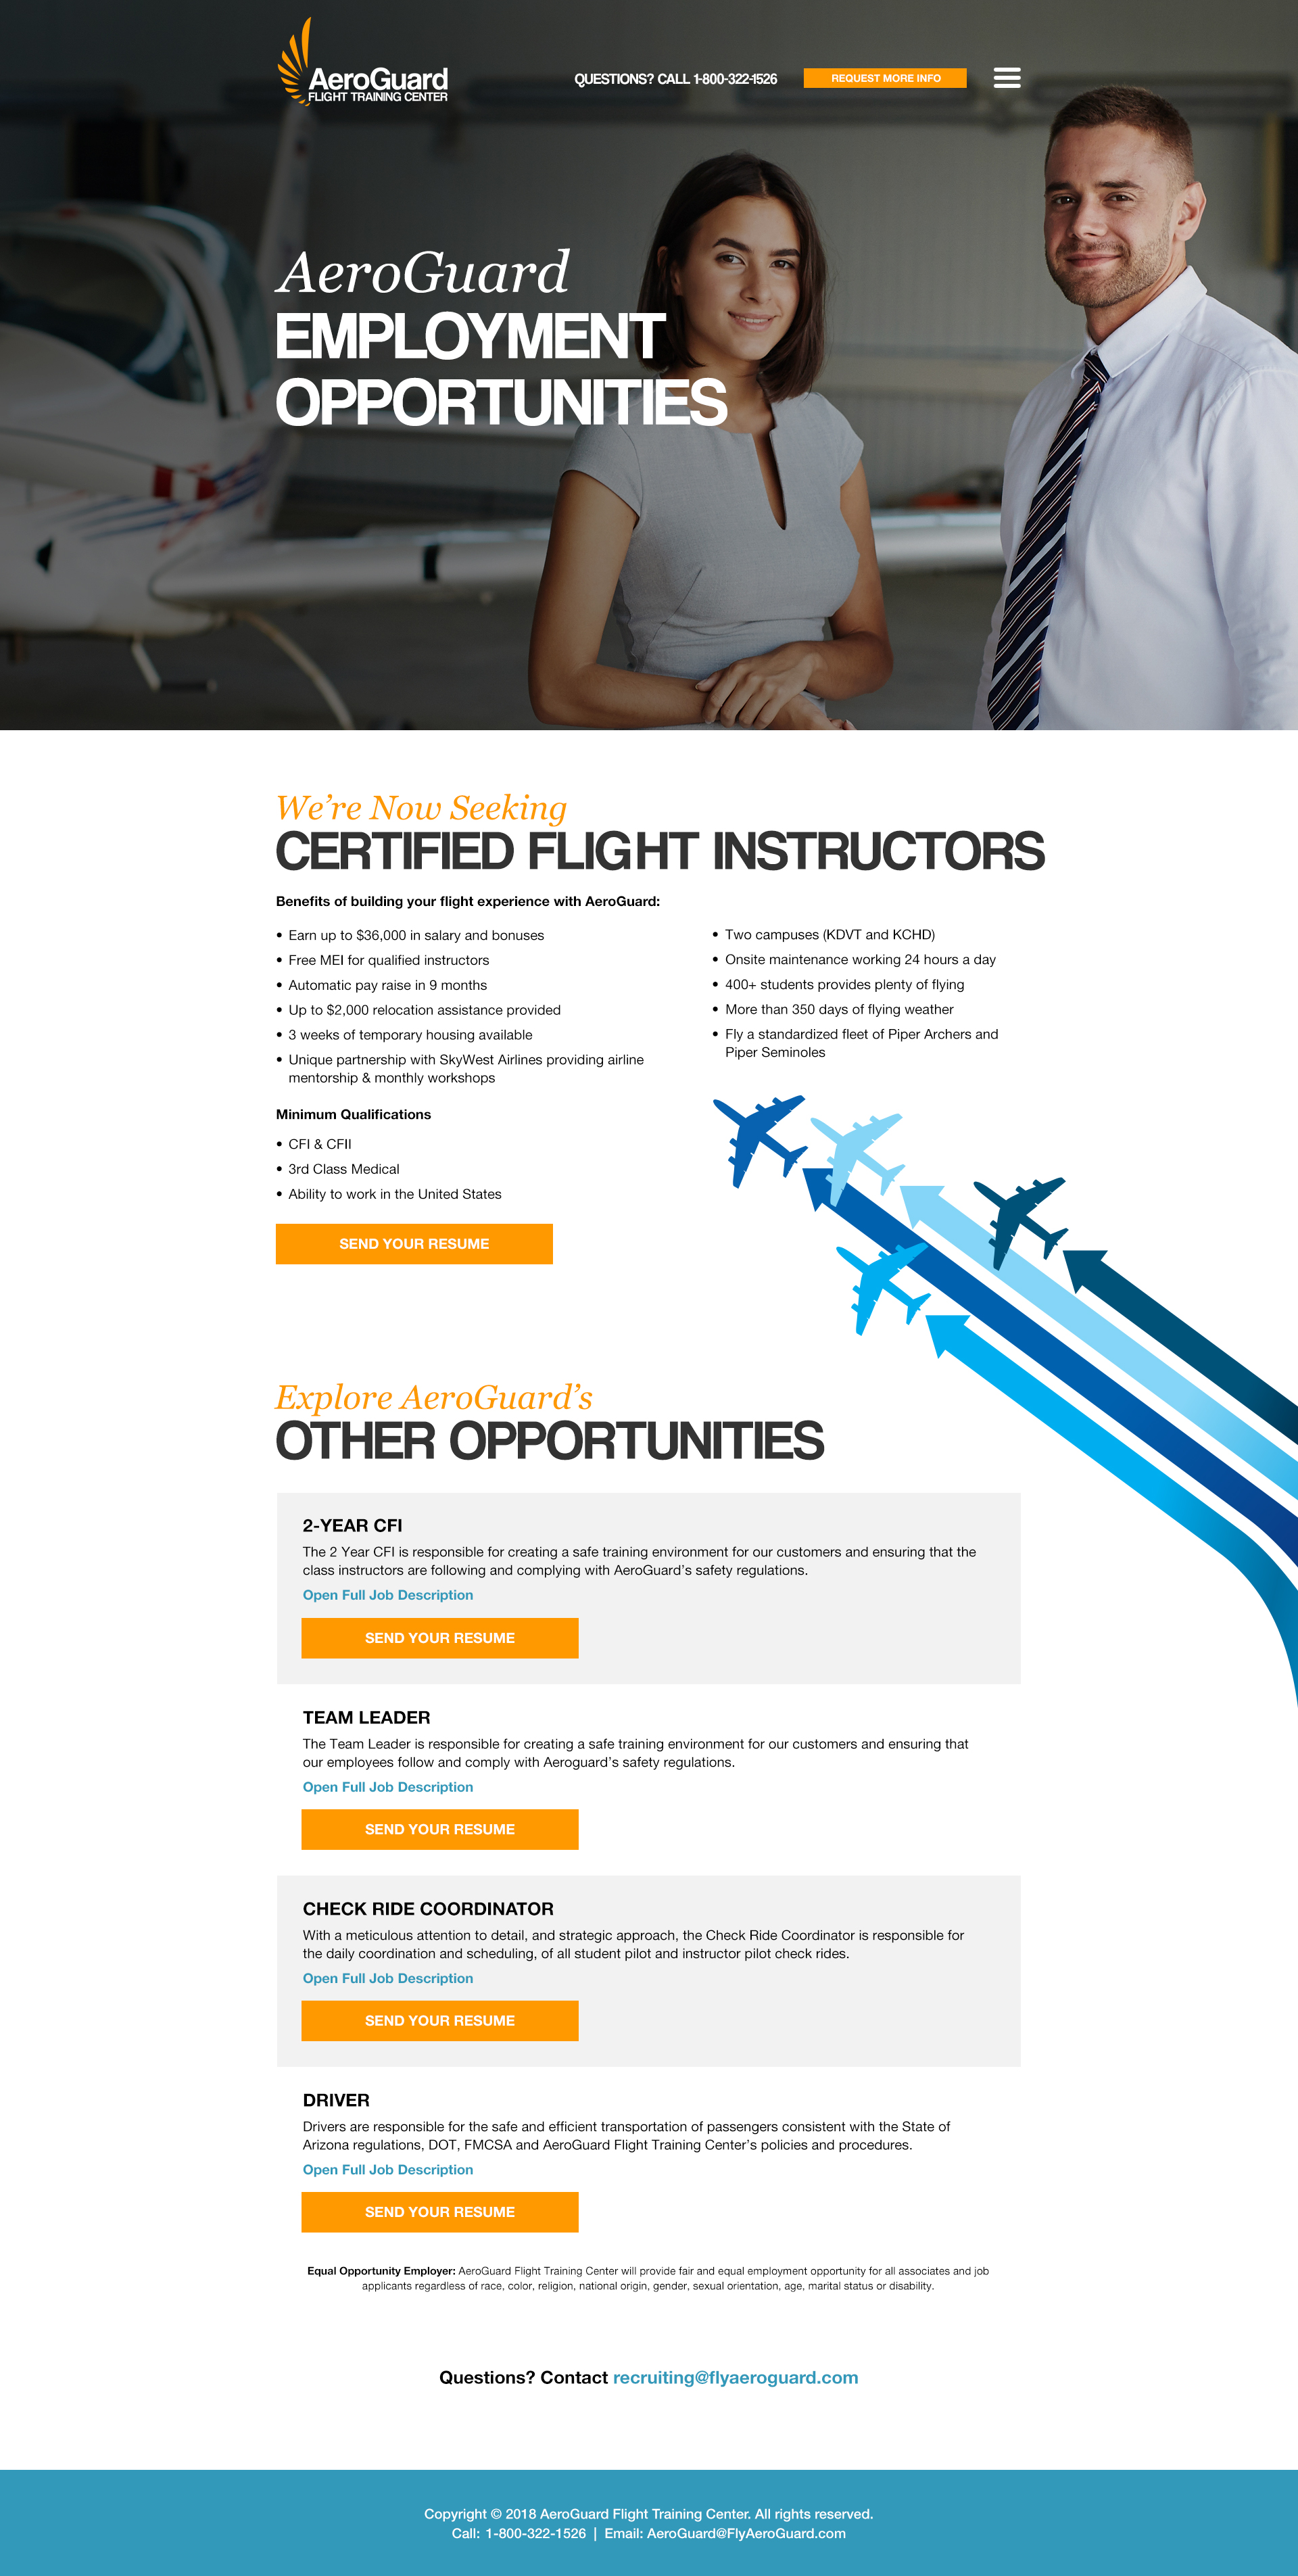 AeroGuard
FLIGHT TRAINING CENTER
QUESTIONS? CALL 1-800-322-1526
REQUEST MORE INFO
AeroGuard
EMPLOYMENT
OPPORTUNITIES
We’re Now Seeking
CERTIFIED FLIGHT INSTRUCTORS
Benefits of building your flight experience with AeroGuard:
• Earn up to $36,000 in salary and bonuses
• Free MEI for qualified instructors
• Automatic pay raise in 9 months
• Up to $2,000 relocation assistance provided
• 3 weeks of temporary housing available
• Unique partnership with SkyWest Airlines providing airline
mentorship & monthly workshops
• Two campuses (KDVT and KCHD)
• Onsite maintenance working 24 hours a day
• 400+ students provides plenty of flying
• More than 350 days of flying weather
• Fly a standardized fleet of Piper Archers and
Piper Seminoles
Minimum Qualifications
• CFI & CFII
• 3rd Class Medical
• Ability to work in the United States
SEND YOUR RESUME
Explore AeroGuard’s
OTHER OPPORTUNITIES
2-YEAR CFI
The 2 Year CFI is responsible for creating a safe training environment for our customers and ensuring that the
class instructors are following and complying with AeroGuard’s safety regulations.
Open Full Job Description
SEND YOUR RESUME
TEAM LEADER
The Team Leader is responsible for creating a safe training environment for our customers and ensuring that
our employees follow and comply with Aeroguard’s safety regulations.
Open Full Job Description
SEND YOUR RESUME
CHECK RIDE COORDINATOR
With a meticulous attention to detail, and strategic approach, the Check Ride Coordinator is responsible for
the daily coordination and scheduling, of all student pilot and instructor pilot check rides.
Open Full Job Description
SEND YOUR RESUME
DRIVER
Drivers are responsible for the safe and efficient transportation of passengers consistent with the State of
Arizona regulations, DOT, FMCSA and AeroGuard Flight Training Center’s policies and procedures.
Open Full Job Description
SEND YOUR RESUME
Equal Opportunity Employer: AeroGuard Flight Training Center will provide fair and equal employment opportunity for all associates and job
applicants regardless of race, color, religion, national origin, gender, sexual orientation, age, marital status or disability.
Questions? Contact recruiting@flyaeroguard.com
Copyright © 2018 AeroGuard Flight Training Center. All rights reserved.
Call: 1-800-322-1526 | Email: AeroGuard@FlyAeroGuard.com